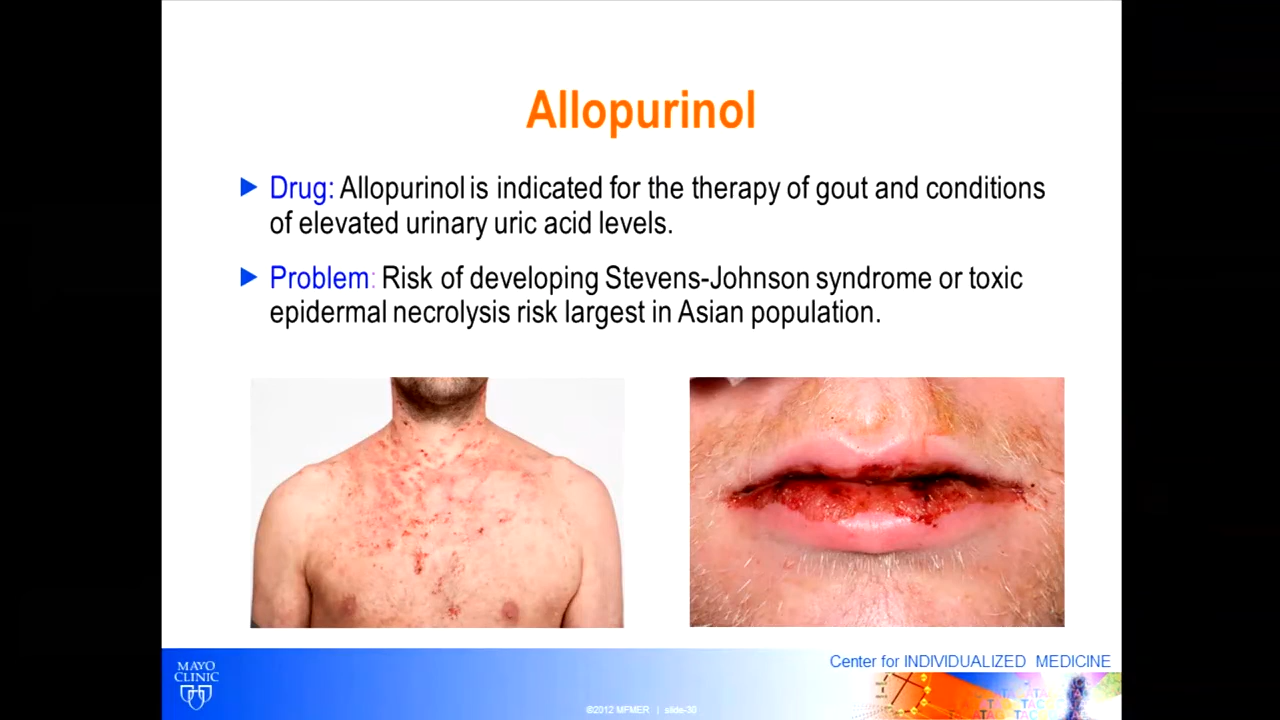 Allopurinol
Drug: Allopurinol is indicated for the therapy of gout and conditions
of elevated urinary uric acid levels.
Problem: Risk of developing Stevens-Johnson syndrome or toxic
epidermal necrolysis risk largest in Asian population.
MAYO
CLINIC
Center for INDIVIDUALIZED MEDICINE
©2012 MFMER | slide-30